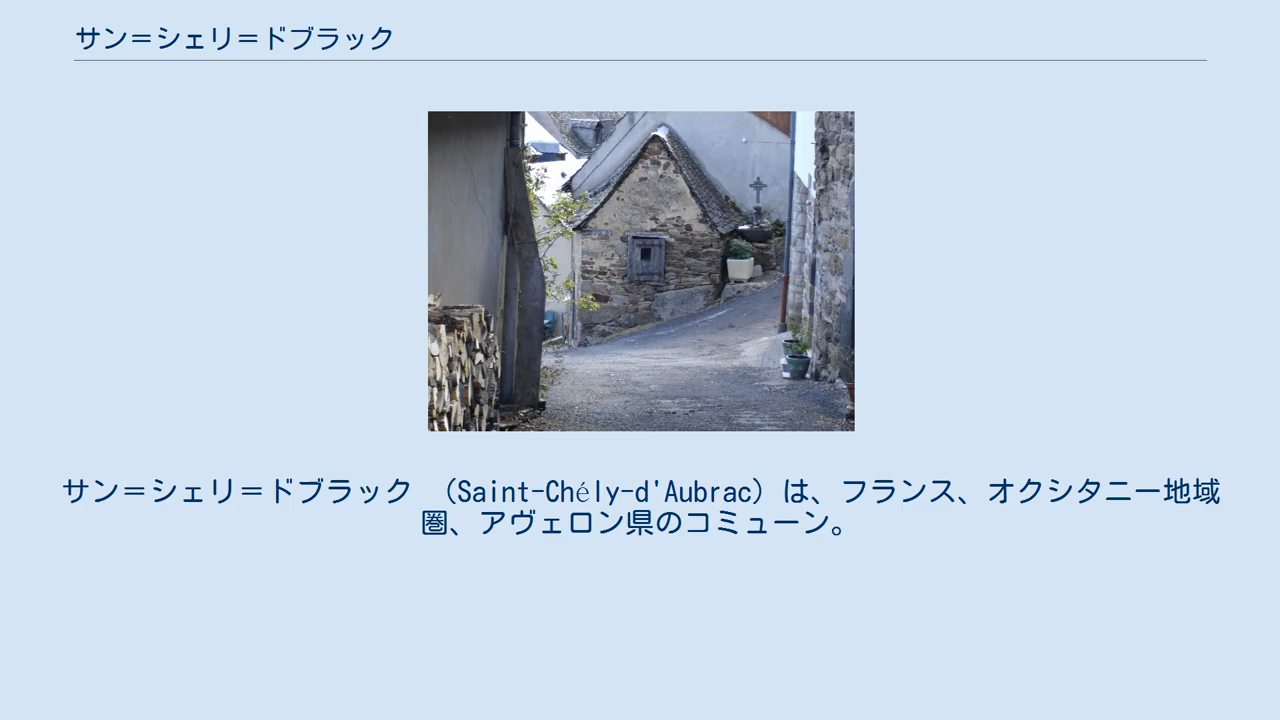 サン＝シェリ＝ドブラック
サン＝シェリ＝ドブラック （Saint-Chély-d'Aubrac）は、フランス、オクシタニー地域
圏、アヴェロン県のコミューン。